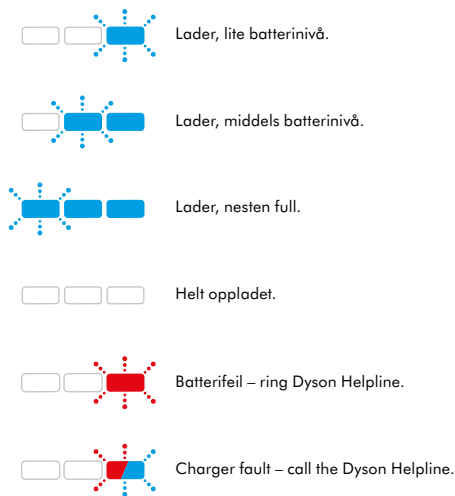 Lader, lite batterinivå.
Lader, middels batterinivå.
Lader, nesten full.
Helt oppladet.
Batterifeil – ring Dyson Helpline.
Charger fault – call the Dyson Helpline.